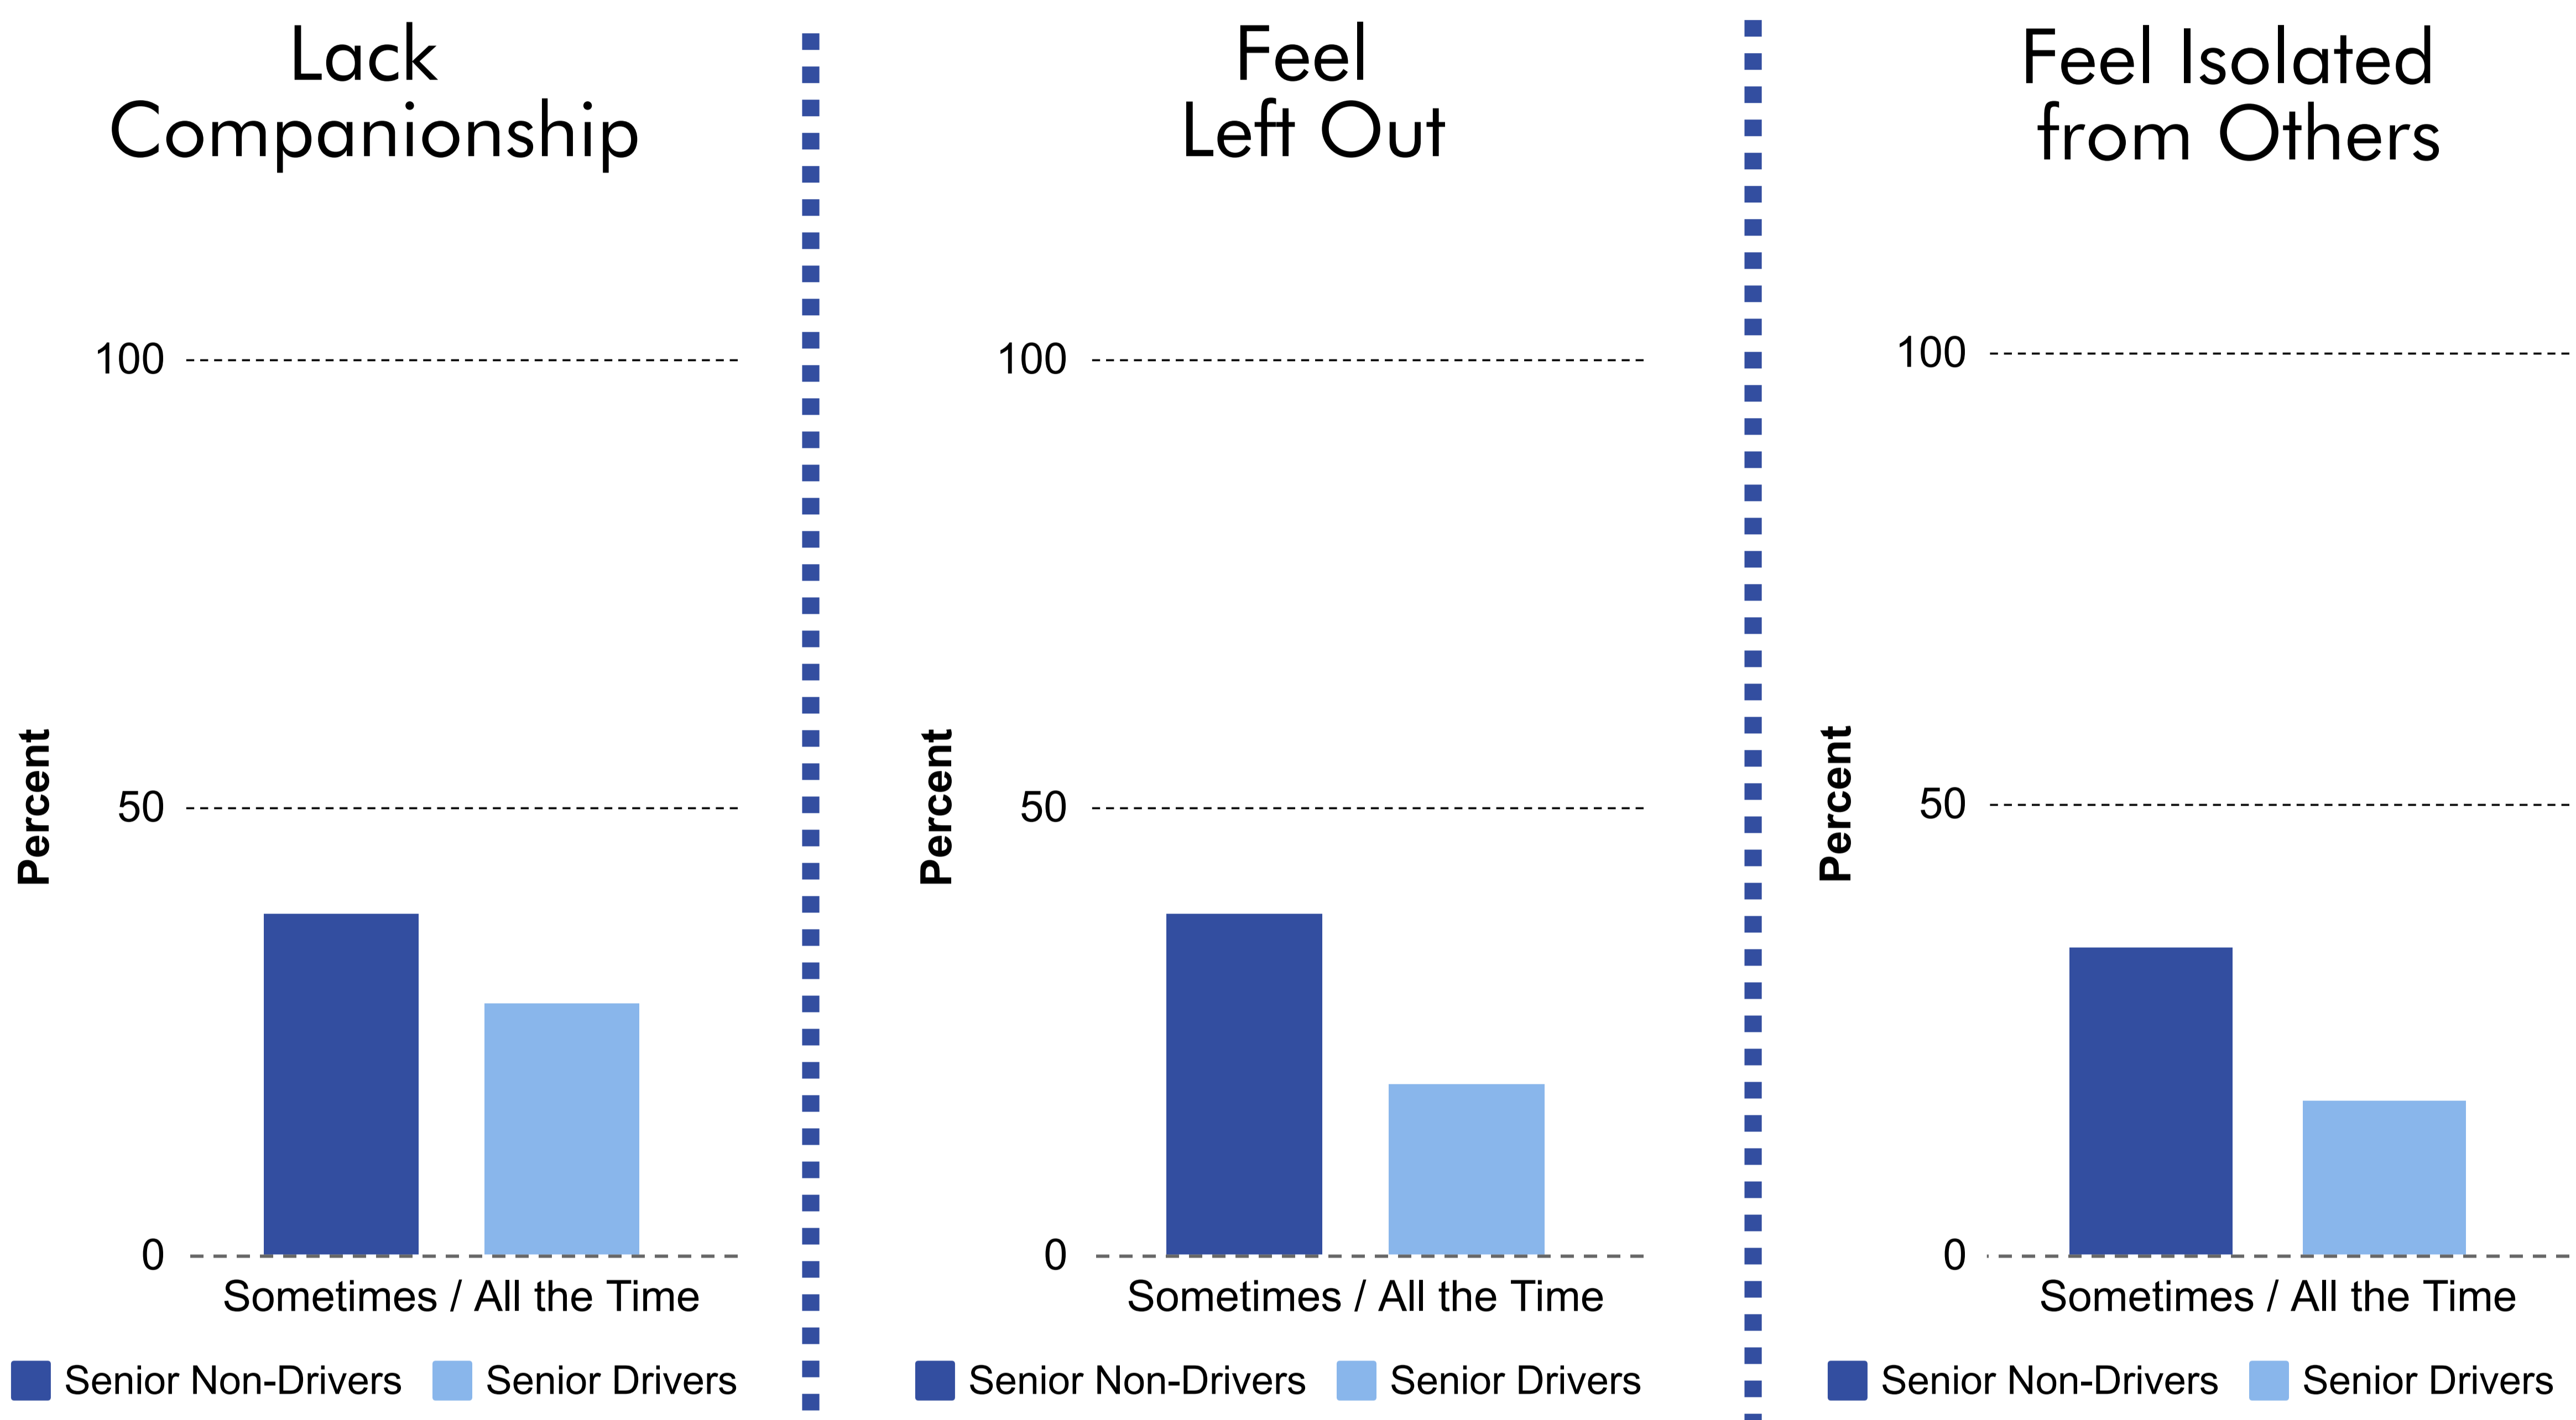 Lack
Companionship
100
50
0
Percent
Sometimes / All the Time
Senior Non-Drivers
Senior Drivers
Feel
Left Out
100
50
0
Percent
Sometimes / All the Time
Senior Non-Drivers
Senior Drivers
Feel Isolated
from Others
100
50
0
Percent
Sometimes / All the Time
Senior Non-Drivers
Senior Drivers